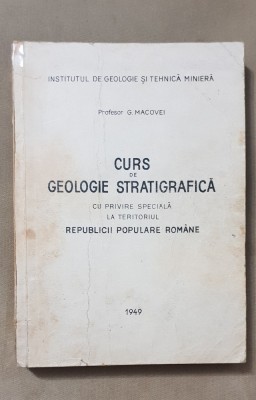 INSTITUTUL DE GEOLOGIE ȘI TEHNICĂ MINIERĂ
Profesor G. MACOVEI
CURS
DE
GEOLOGIE STRATIGRAFICĂ
CU PRIVIRE SPECIALĂ
LA TERITORIUL
REPUBLICII POPULARE ROMÂNE
1949